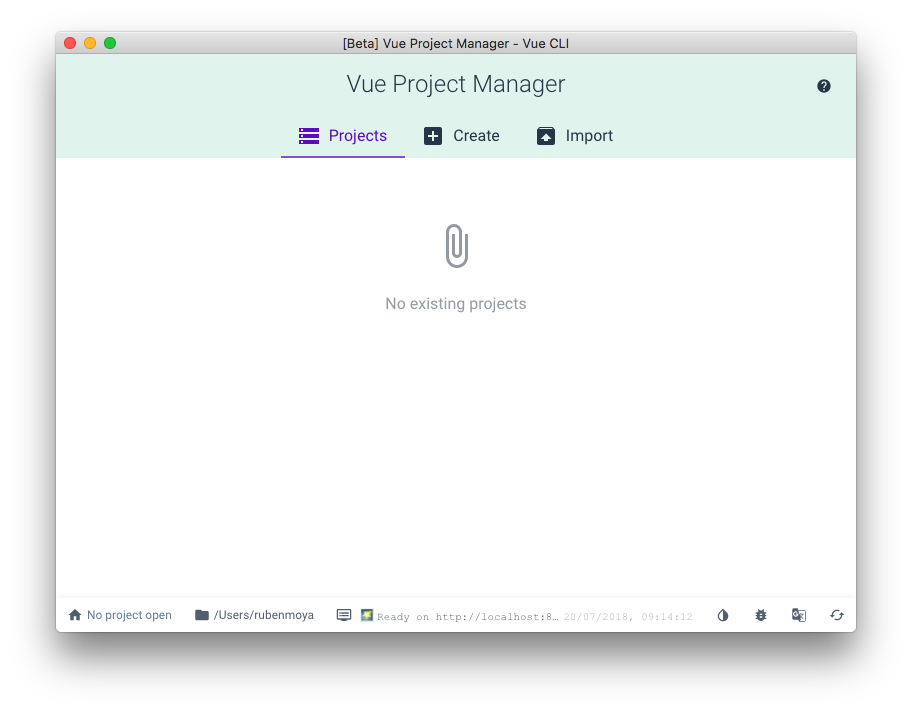 [Beta] Vue Project Manager - Vue CLI
Vue Project Manager
Projects Create Import
No existing projects
No project open /Users/rubenmoya Ready on http://localhost:8… 20/07/2018, 09:14:12